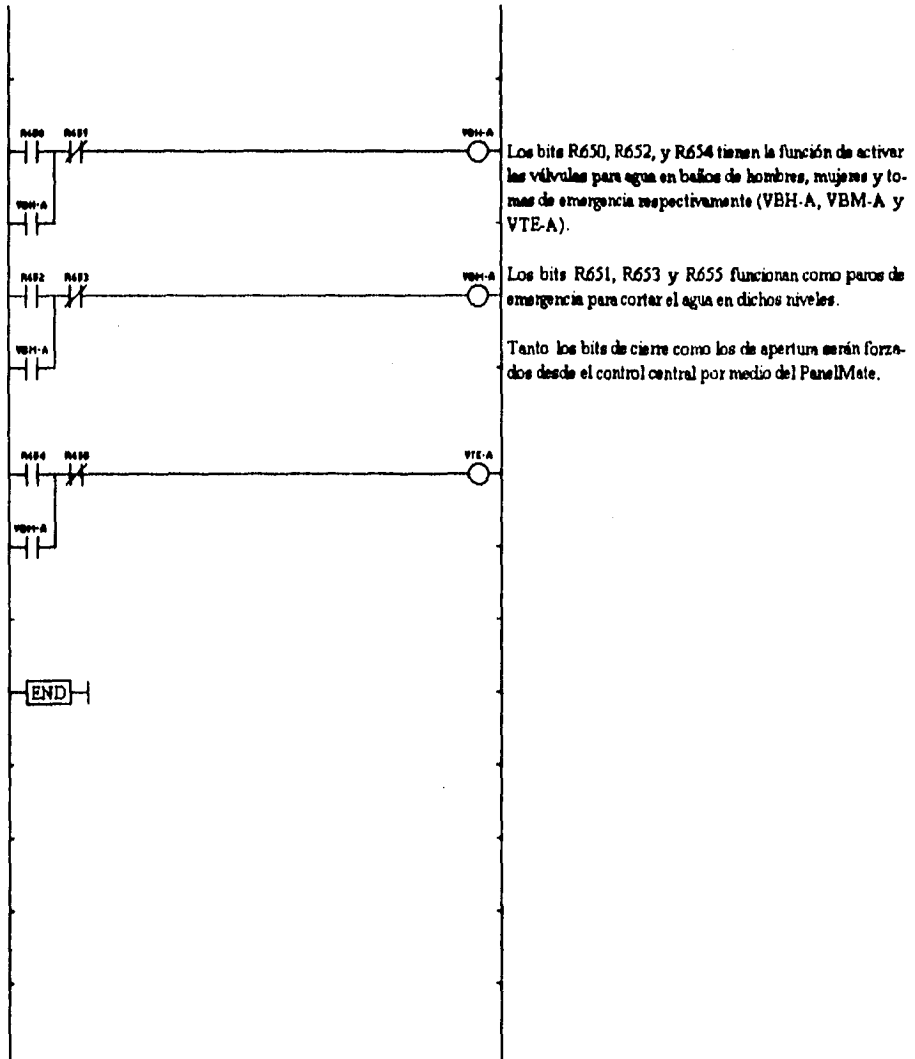 R650 R651 VBH-A
VBH-A
Los bits R650, R652, y R654 tienen la función de activar
las válvulas para agua en baños de hombres, mujeres y to-
mas de emergencia respectivamente (VBH-A, VBM-A y
VTE-A).
R652 R653 VBM-A
VBM-A
Los bits R651, R653 y R655 funcionan como paros de
emergencia para cortar el agua en dichos niveles.
Tanto los bits de cierre como los de apertura serán forza-
dos desde el control central por medio del PanelMate.
R654 R655 VTE-A
VBM-A
END